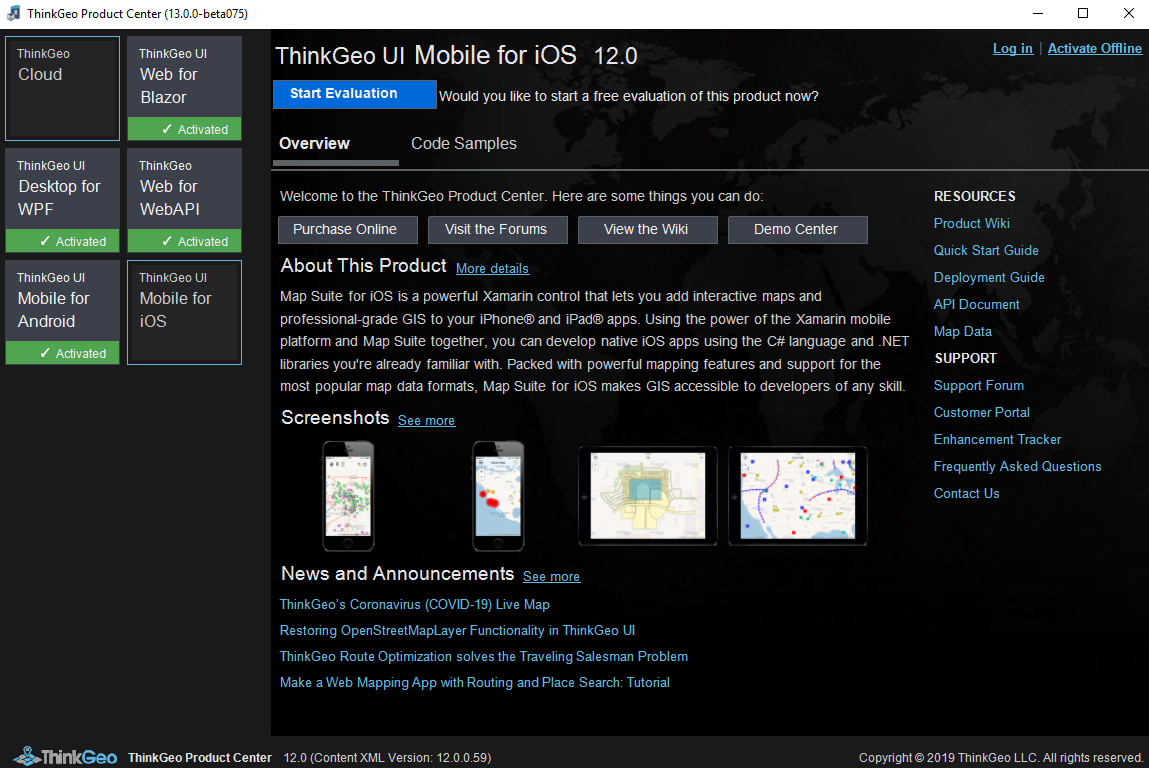 ThinkGeo Product Center (13.0.0-beta075)
ThinkGeo
Cloud
ThinkGeo UI
Web for
Blazor
✓ Activated
ThinkGeo UI
Desktop for
WPF
✓ Activated
ThinkGeo
Web for
WebAPI
✓ Activated
ThinkGeo UI
Mobile for
Android
✓ Activated
ThinkGeo UI
Mobile for
iOS
ThinkGeo UI Mobile for iOS 12.0
Log in | Activate Offline
Start Evaluation
Would you like to start a free evaluation of this product now?
Overview
Code Samples
Welcome to the ThinkGeo Product Center. Here are some things you can do:
Purchase Online
Visit the Forums
View the Wiki
Demo Center
About This Product More details
Map Suite for iOS is a powerful Xamarin control that lets you add interactive maps and
professional-grade GIS to your iPhone® and iPad® apps. Using the power of the Xamarin mobile
platform and Map Suite together, you can develop native iOS apps using the C# language and .NET
libraries you're already familiar with. Packed with powerful mapping features and support for the
most popular map data formats, Map Suite for iOS makes GIS accessible to developers of any skill.
Screenshots See more
News and Announcements See more
ThinkGeo’s Coronavirus (COVID-19) Live Map
Restoring OpenStreetMapLayer Functionality in ThinkGeo UI
ThinkGeo Route Optimization solves the Traveling Salesman Problem
Make a Web Mapping App with Routing and Place Search: Tutorial
RESOURCES
Product Wiki
Quick Start Guide
Deployment Guide
API Document
Map Data
SUPPORT
Support Forum
Customer Portal
Enhancement Tracker
Frequently Asked Questions
Contact Us
ThinkGeo ThinkGeo Product Center 12.0 (Content XML Version: 12.0.0.59)
Copyright © 2019 ThinkGeo LLC. All rights reserved.